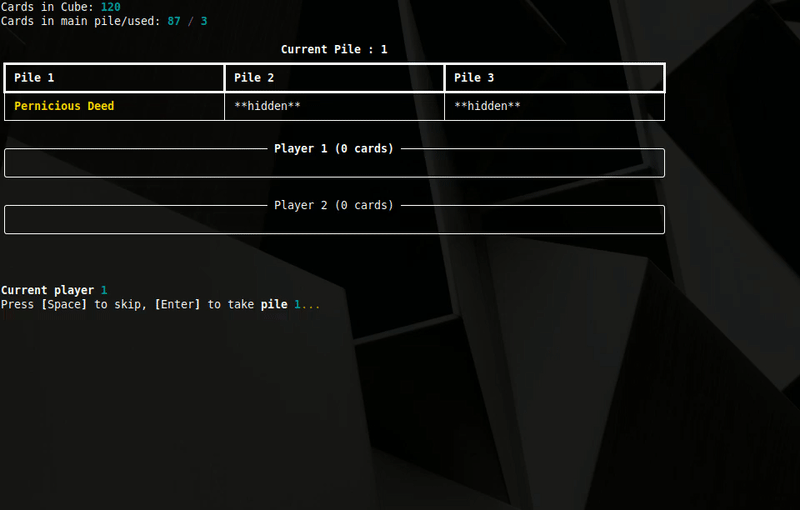 Cards in Cube: 120
Cards in main pile/used: 87 / 3
Current Pile : 1
Pile 1 Pile 2 Pile 3
Pernicious Deed **hidden** **hidden**
Player 1 (0 cards)
Player 2 (0 cards)
Current player 1
Press [Space] to skip, [Enter] to take pile 1...